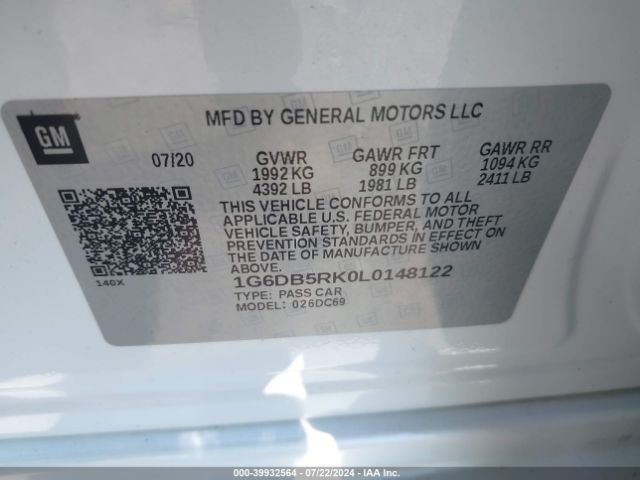 GM
MFD BY GENERAL MOTORS LLC
07/20 GVWR GAWR FRT GAWR RR
1992 KG 899 KG 1094 KG
4392 LB 1981 LB 2411 LB
THIS VEHICLE CONFORMS TO ALL
APPLICABLE U.S. FEDERAL MOTOR
VEHICLE SAFETY, BUMPER, AND THEFT
PREVENTION STANDARDS IN EFFECT ON
THE DATE OF MANUFACTURE SHOWN
ABOVE.
1G6DB5RK0L0148122
140X
TYPE: PASS CAR
MODEL: 026DC69
000-39932564 - 07/22/2024 - IAAI.COM